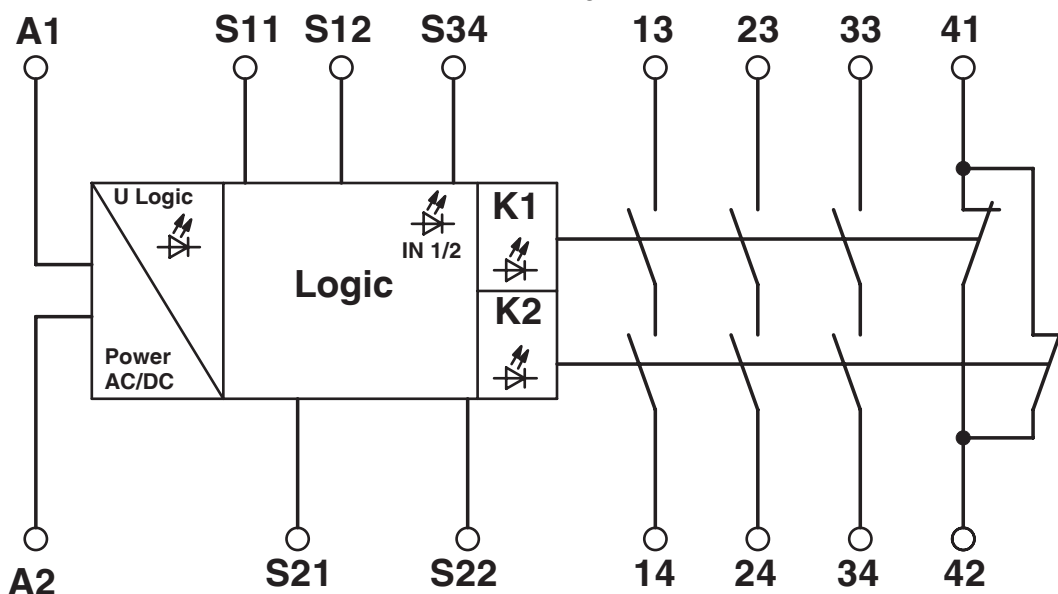 A1 S11 S12 S34 13 23 33 41
U Logic
K1
IN 1/2
Logic
K2
Power
AC/DC
A2 S21 S22 14 24 34 42